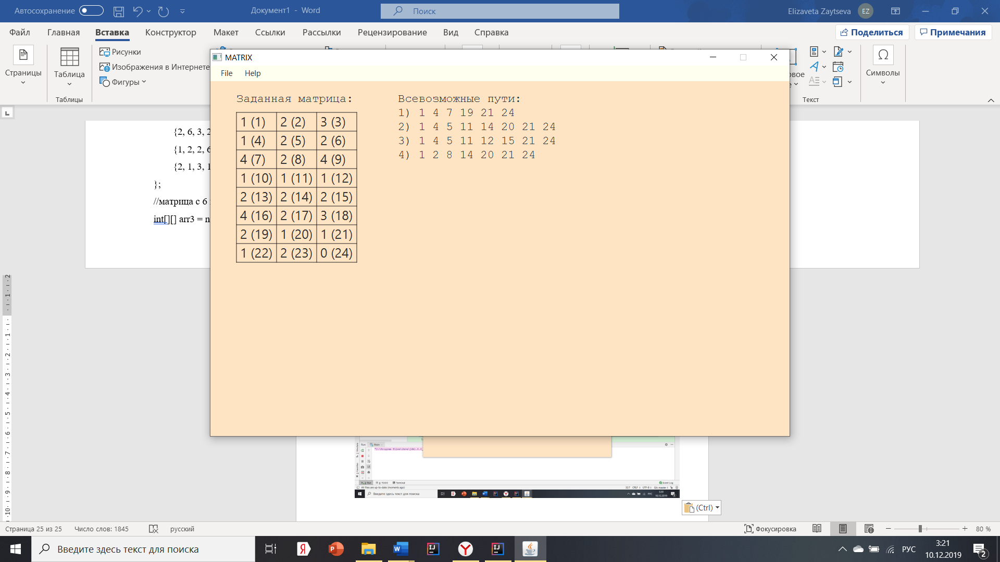 Автосохранение
Документ1 - Word
Поиск
Elizaveta Zaytseva EZ
Файл Главная Вставка Конструктор Макет Ссылки Рассылки Рецензирование Вид Справка
Поделиться Примечания
Страницы
Таблица
Таблицы
Рисунки
Изображения в Интернете
Фигуры
Символы
Текст
MATRIX
File Help
Заданная матрица:
1 (1) 2 (2) 3 (3)
1 (4) 2 (5) 2 (6)
4 (7) 2 (8) 4 (9)
1 (10) 1 (11) 1 (12)
2 (13) 2 (14) 2 (15)
4 (16) 2 (17) 3 (18)
2 (19) 1 (20) 1 (21)
1 (22) 2 (23) 0 (24)
Всевозможные пути:
1) 1 4 7 19 21 24
2) 1 4 5 11 14 20 21 24
3) 1 4 5 11 12 15 21 24
4) 1 2 8 14 20 21 24
{2, 6, 3, 2
{1, 2, 2, 6
{2, 1, 3, 1
};
//матрица с 6
int[][] arr3 = n
(Ctrl)
Страница 25 из 25 Число слов: 1845 русский
Фокусировка
80 %
Введите здесь текст для поиска
РУС
3:21
10.12.2019
2